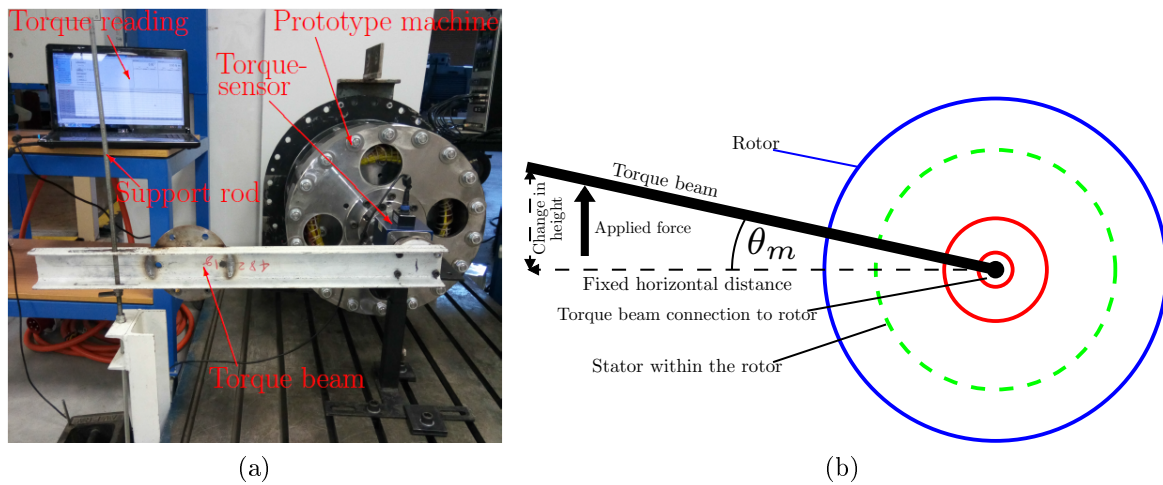 Torque reading
Prototype machine
Torque-
sensor
Support rod
Torque beam
(a)
Rotor
Torque beam
Change in
height
Applied force
θm
Fixed horizontal distance
Torque beam connection to rotor
Stator within the rotor
(b)